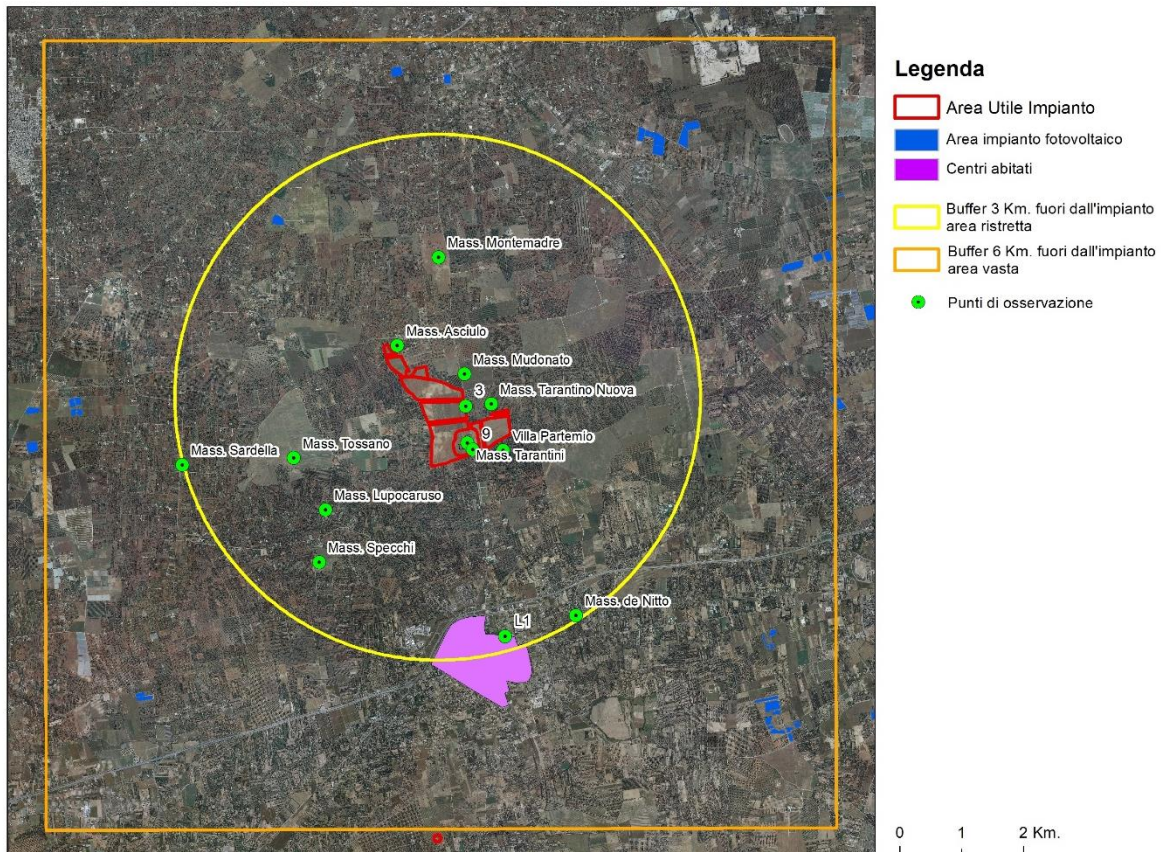 Legenda
Area Utile Impianto
Area impianto fotovoltaico
Centri abitati
Buffer 3 Km. fuori dall'impianto
area ristretta
Buffer 6 Km. fuori dall'impianto
area vasta
Punti di osservazione
Mass. Montemadre
Mass. Asciulo
Mass. Mudonato
3
Mass. Tarantino Nuova
9
Villa Partemio
Mass. Tarantini
Mass. Tossano
Mass. Sardella
Mass. Lupocaruso
Mass. Specchi
Mass. de Nitto
L1
0 1 2 Km.